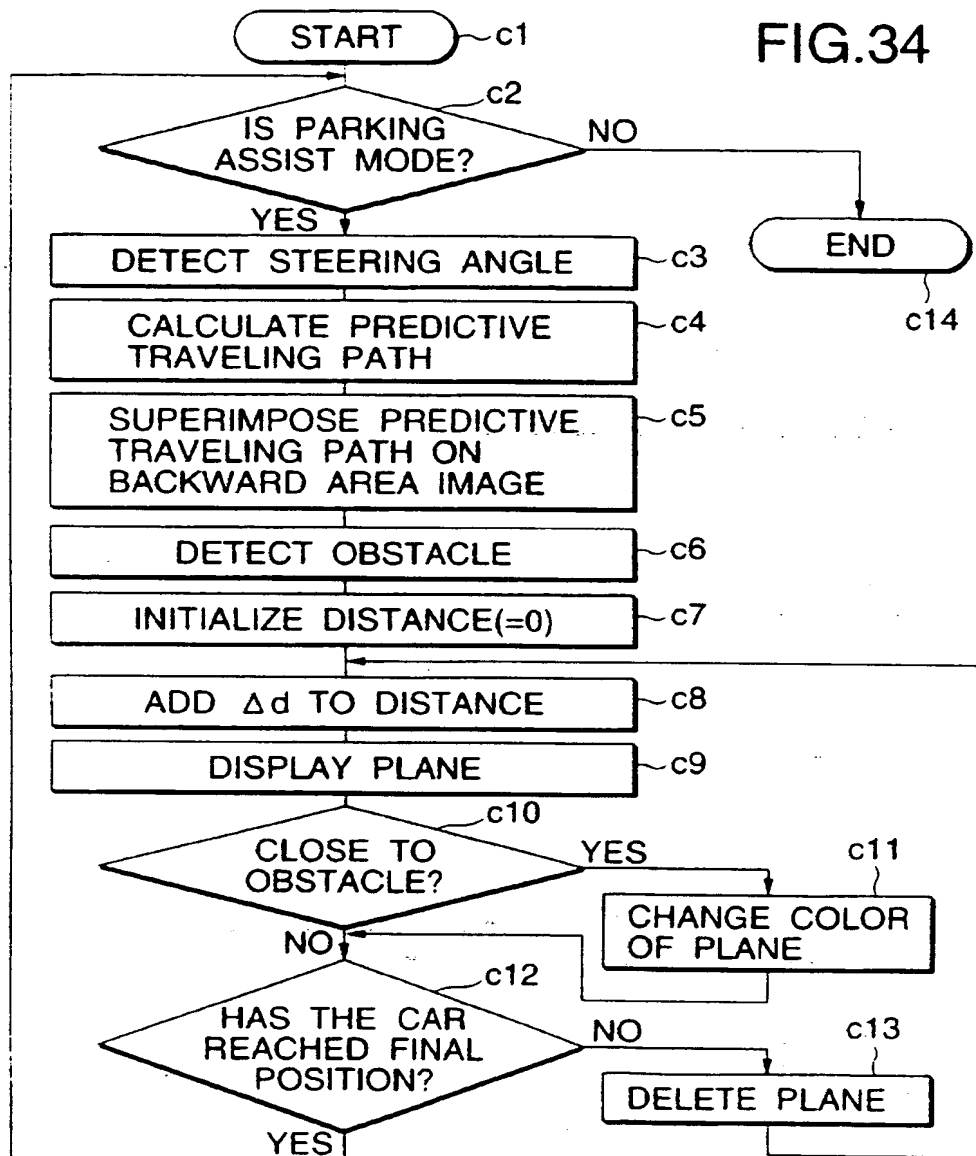 FIG.34
START
c1
c2
IS PARKING
ASSIST MODE?
NO
YES
END
c14
DETECT STEERING ANGLE
c3
CALCULATE PREDICTIVE
TRAVELING PATH
c4
SUPERIMPOSE PREDICTIVE
TRAVELING PATH ON
BACKWARD AREA IMAGE
c5
DETECT OBSTACLE
c6
INITIALIZE DISTANCE(=0)
c7
ADD Δd TO DISTANCE
c8
DISPLAY PLANE
c9
c10
CLOSE TO
OBSTACLE?
YES
c11
CHANGE COLOR
OF PLANE
NO
c12
HAS THE CAR
REACHED FINAL
POSITION?
NO
c13
DELETE PLANE
YES